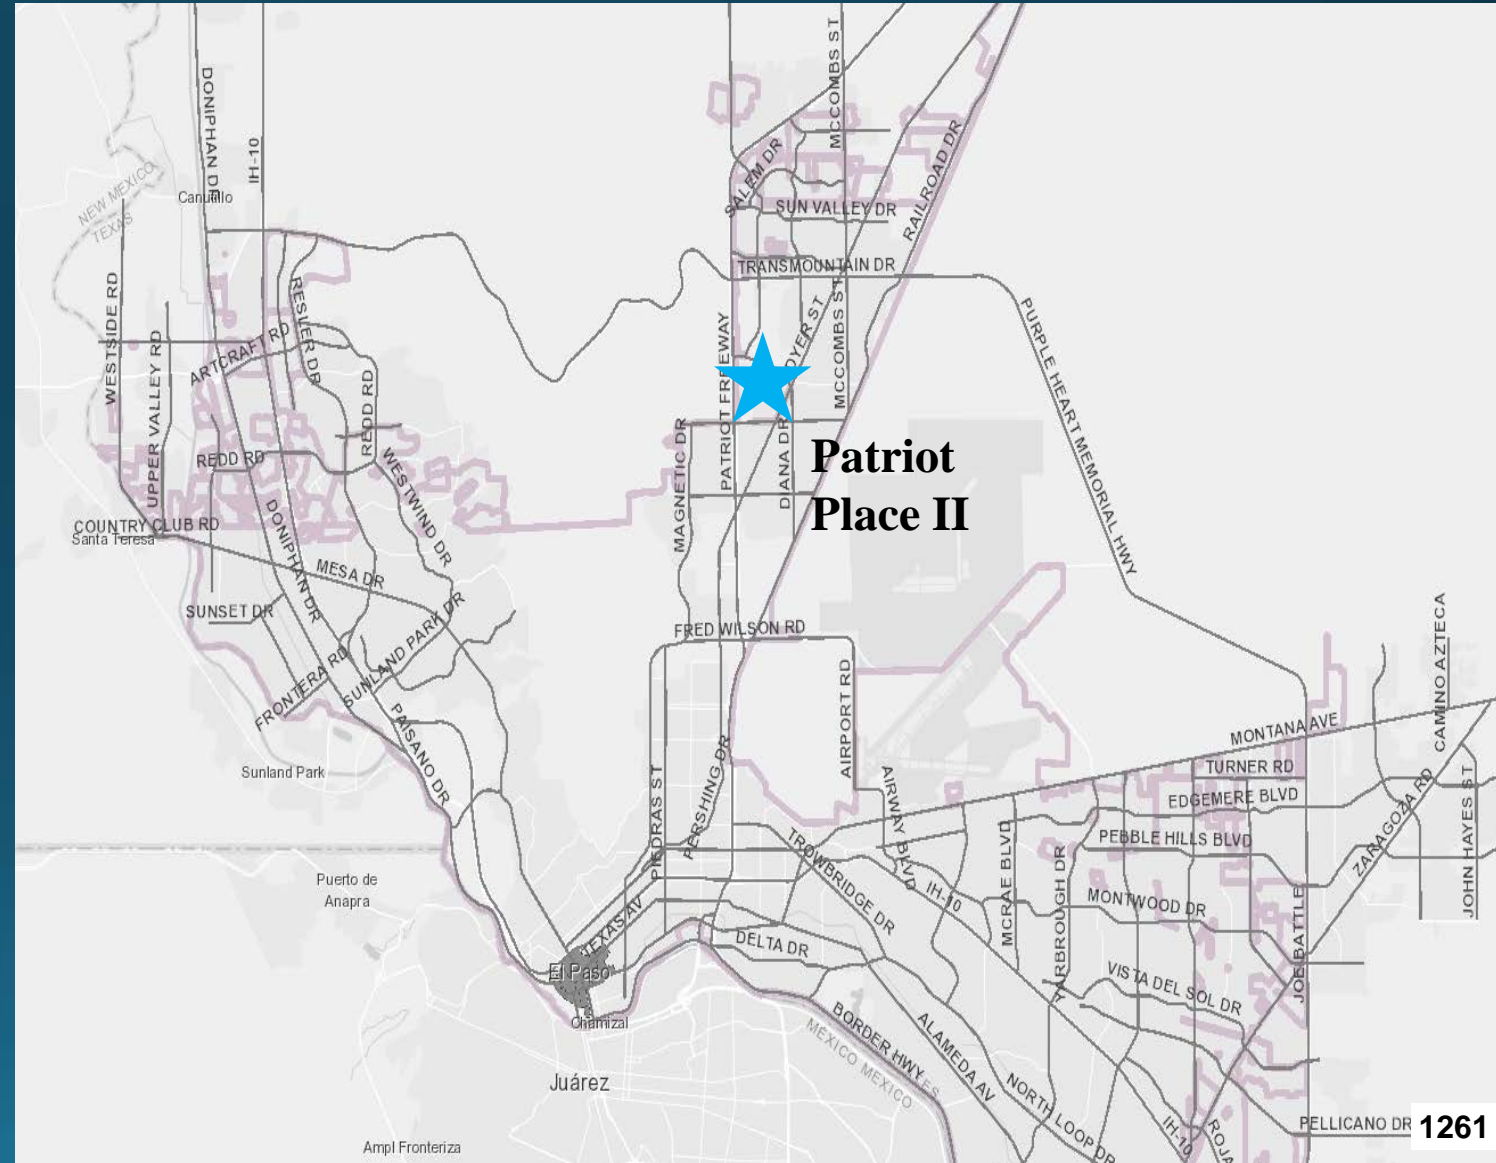 MCCOMBS ST
DONIPHAN DR
IH-10
RAILROAD DR
SALEM DR
NEW MEXICO
TEXAS
Canutillo
SUN VALLEY DR
TRANSMOUNTAIN DR
WESTSIDE RD
UPPER VALLEY RD
ARTCRAFT RD
RESLER DR
REDD RD
PATRIOT FREEWAY
DYER ST
MCCOMBS ST
PURPLE HEART MEMORIAL HWY
MAGNETIC DR
DIANA DR
Patriot
Place II
REDD RD
WESTWIND DR
COUNTRY CLUB RD
Santa Teresa
DONIPHAN DR
MESA DR
SUNSET DR
SUNLAND PARK DR
FRONTERA RD
FRED WILSON RD
AIRPORT RD
CAMINO AZTECA
PAISANO DR
MONTANA AVE
Sunland Park
TURNER RD
EDGEMERE BLVD
PIEDRAS ST
PERSHING DR
AIRWAY BLVD
PEBBLE HILLS BLVD
ZARAGOZA RD
JOHN HAYES ST
TROWBRIDGE DR
MCRAE BLVD
YARBROUGH DR
Puerto de
Anapra
IH-10
MONTWOOD DR
TEXAS AV
DELTA DR
JOE BATTLE
El Paso
VISTA DEL SOL DR
Chamizal
BORDER HWY
ALAMEDA AV
MÉXICO MEXICO
ES
Juárez
NORTH LOOP DR
IH-10
ROJA
PELLICANO DR
1261
Ampl Fronteriza